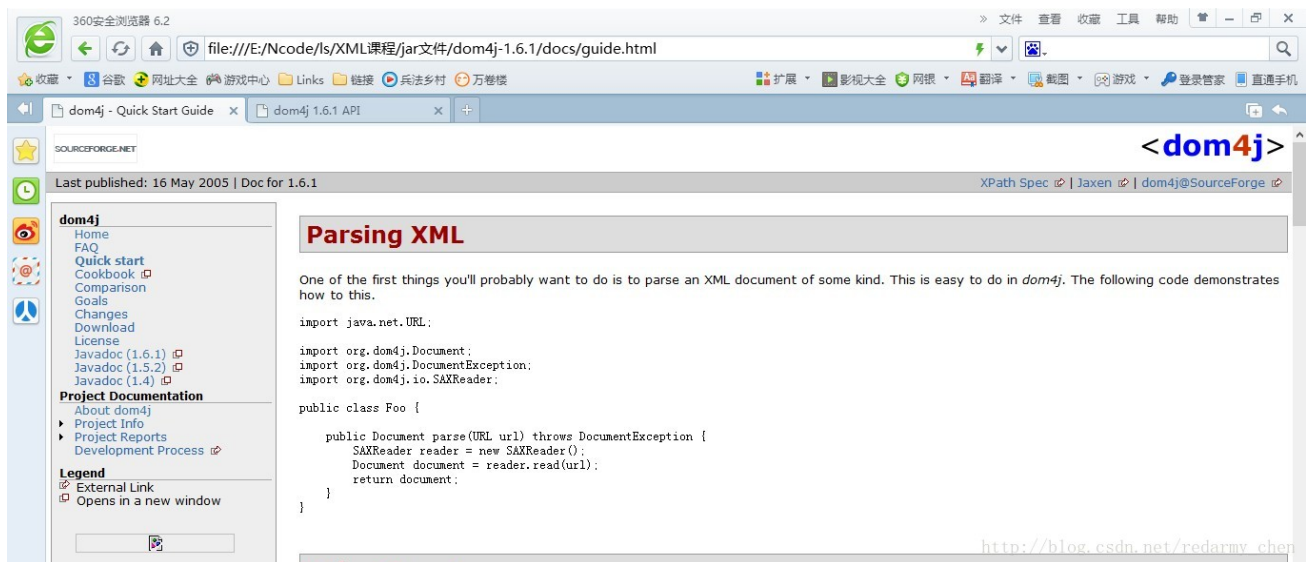 360安全浏览器 6.2
» 文件 查看 收藏 工具 帮助
file:///E:/Ncode/ls/XML课程/jar文件/dom4j-1.6.1/docs/guide.html
收藏 谷歌 网址大全 游戏中心 Links 链接 兵法乡村 万卷楼 扩展 影视大全 网银 翻译 截图 游戏 登录管家 直通手机
dom4j - Quick Start Guide dom4j 1.6.1 API
SOURCEFORGE.NET
<dom4j>
Last published: 16 May 2005 | Doc for 1.6.1
XPath Spec | Jaxen | dom4j@SourceForge
dom4j
Home
FAQ
Quick start
Cookbook
Comparison
Goals
Changes
Download
License
Javadoc (1.6.1)
Javadoc (1.5.2)
Javadoc (1.4)
Project Documentation
About dom4j
Project Info
Project Reports
Development Process
Legend
External Link
Opens in a new window
Parsing XML
One of the first things you'll probably want to do is to parse an XML document of some kind. This is easy to do in dom4j. The following code demonstrates
how to this.
import java.net.URL;
import org.dom4j.Document;
import org.dom4j.DocumentException;
import org.dom4j.io.SAXReader;
public class Foo {
public Document parse(URL url) throws DocumentException {
SAXReader reader = new SAXReader();
Document document = reader.read(url);
return document;
}
}
http://blog.csdn.net/redarmy_chen